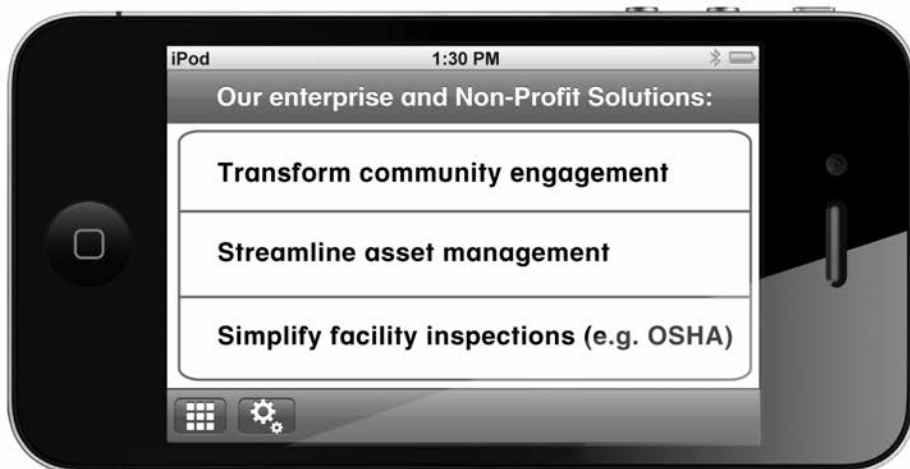 iPod 1:30 PM
Our enterprise and Non-Profit Solutions:
Transform community engagement
Streamline asset management
Simplify facility inspections (e.g. OSHA)